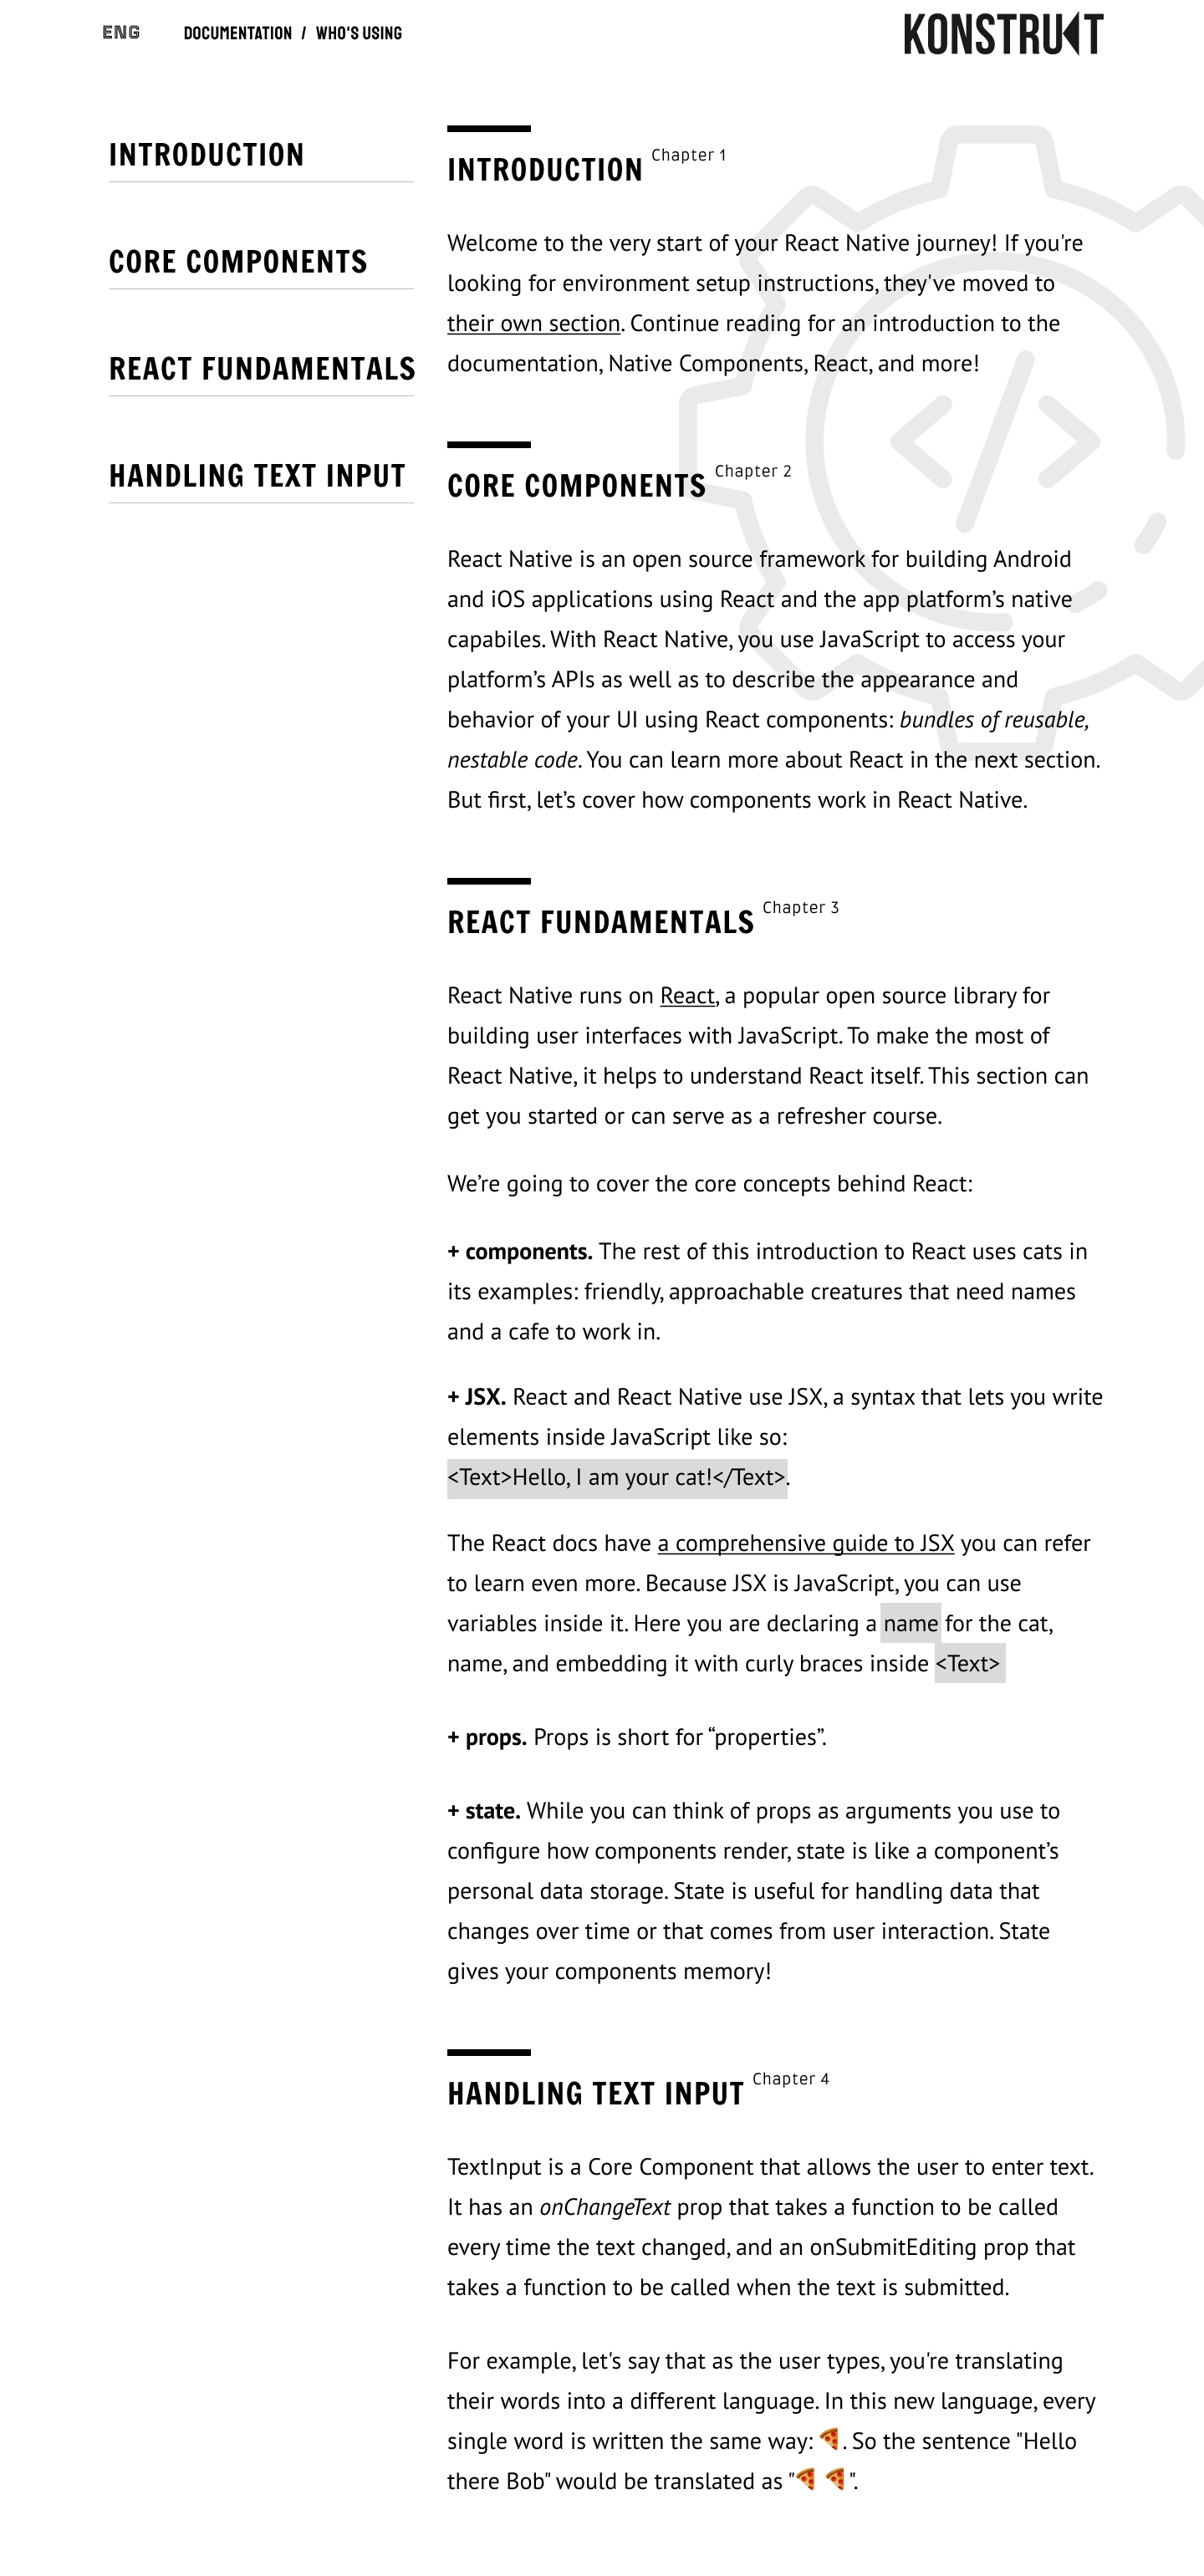 ENG
DOCUMENTATION / WHO'S USING
KONSTRUKT
INTRODUCTION
CORE COMPONENTS
REACT FUNDAMENTALS
HANDLING TEXT INPUT
INTRODUCTION Chapter 1
Welcome to the very start of your React Native journey! If you're
looking for environment setup instructions, they've moved to
their own section. Continue reading for an introduction to the
documentation, Native Components, React, and more!
CORE COMPONENTS Chapter 2
React Native is an open source framework for building Android
and iOS applications using React and the app platform’s native
capabiles. With React Native, you use JavaScript to access your
platform’s APIs as well as to describe the appearance and
behavior of your UI using React components: bundles of reusable,
nestable code. You can learn more about React in the next section.
But first, let’s cover how components work in React Native.
REACT FUNDAMENTALS Chapter 3
React Native runs on React, a popular open source library for
building user interfaces with JavaScript. To make the most of
React Native, it helps to understand React itself. This section can
get you started or can serve as a refresher course.
We’re going to cover the core concepts behind React:
+ components. The rest of this introduction to React uses cats in
its examples: friendly, approachable creatures that need names
and a cafe to work in.
+ JSX. React and React Native use JSX, a syntax that lets you write
elements inside JavaScript like so:
<Text>Hello, I am your cat!</Text>.
The React docs have a comprehensive guide to JSX you can refer
to learn even more. Because JSX is JavaScript, you can use
variables inside it. Here you are declaring a name for the cat,
name, and embedding it with curly braces inside <Text>
+ props. Props is short for “properties”.
+ state. While you can think of props as arguments you use to
configure how components render, state is like a component’s
personal data storage. State is useful for handling data that
changes over time or that comes from user interaction. State
gives your components memory!
HANDLING TEXT INPUT Chapter 4
TextInput is a Core Component that allows the user to enter text.
It has an onChangeText prop that takes a function to be called
every time the text changed, and an onSubmitEditing prop that
takes a function to be called when the text is submitted.
For example, let's say that as the user types, you're translating
their words into a different language. In this new language, every
single word is written the same way: 🍕. So the sentence "Hello
there Bob" would be translated as "🍕 🍕 ".